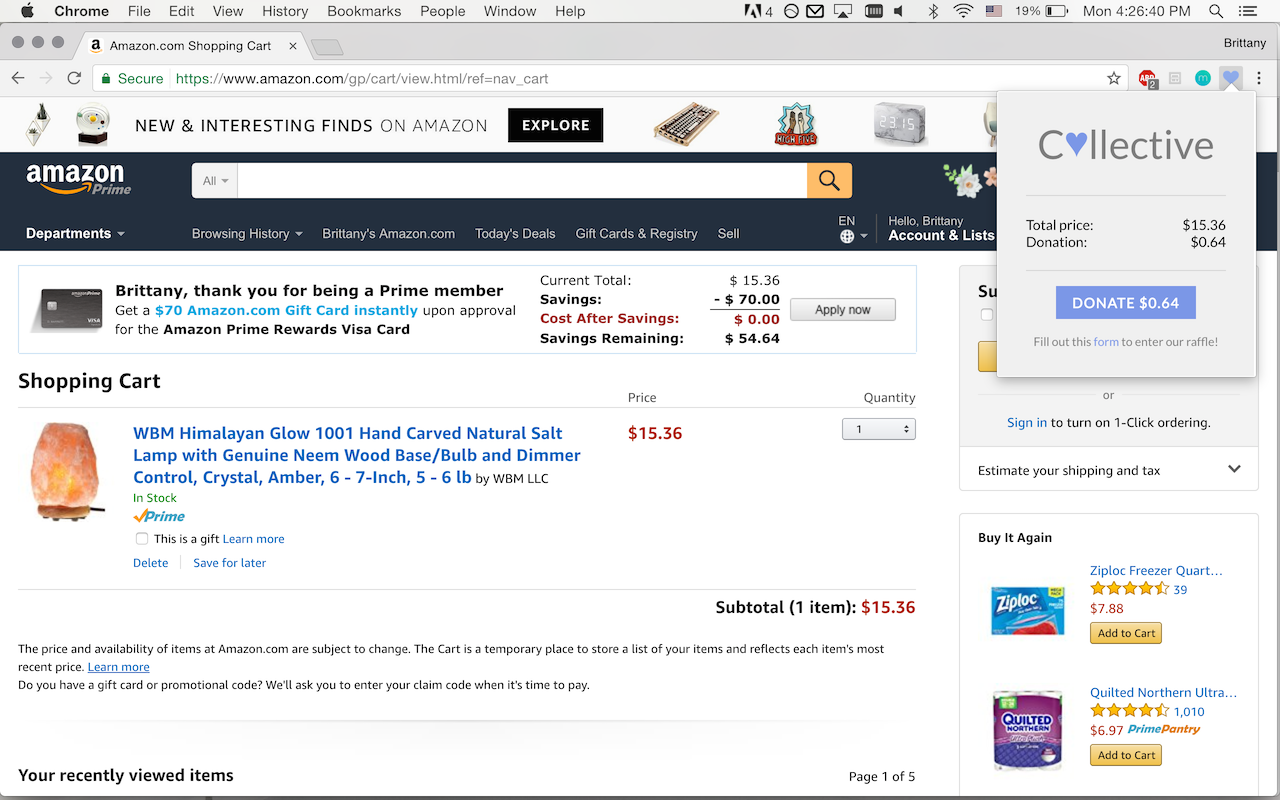 Chrome File Edit View History Bookmarks People Window Help 4 19% Mon 4:26:40 PM
Amazon.com Shopping Cart
Brittany
Secure https://www.amazon.com/gp/cart/view.html/ref=nav_cart
ABP 2 m
NEW & INTERESTING FINDS ON AMAZON EXPLORE
HIGH FIVE
23:15
amazon Prime
All
Departments
Browsing History Brittany's Amazon.com Today's Deals Gift Cards & Registry Sell
EN
Hello, Brittany
Account & Lists
C♥llective
Total price: $15.36
Donation: $0.64
DONATE $0.64
Fill out this form to enter our raffle!
Brittany, thank you for being a Prime member
Get a $70 Amazon.com Gift Card instantly upon approval
for the Amazon Prime Rewards Visa Card
Current Total: $ 15.36
Savings: - $ 70.00
Cost After Savings: $ 0.00
Savings Remaining: $ 54.64
Apply now
Su
or
Sign in to turn on 1-Click ordering.
Estimate your shipping and tax
Shopping Cart
Price Quantity
WBM Himalayan Glow 1001 Hand Carved Natural Salt
Lamp with Genuine Neem Wood Base/Bulb and Dimmer
Control, Crystal, Amber, 6 - 7-Inch, 5 - 6 lb by WBM LLC
$15.36
1
In Stock
Prime
This is a gift Learn more
Delete Save for later
Subtotal (1 item): $15.36
The price and availability of items at Amazon.com are subject to change. The Cart is a temporary place to store a list of your items and reflects each item's most
recent price. Learn more
Do you have a gift card or promotional code? We'll ask you to enter your claim code when it's time to pay.
Your recently viewed items
Page 1 of 5
Buy It Again
Ziploc
Ziploc Freezer Quart…
39
$7.88
Add to Cart
QUILTED
NORTHERN
Quilted Northern Ultra…
1,010
$6.97 PrimePantry
Add to Cart